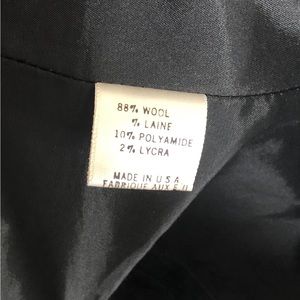 88% WOOL
% LAINE
10% POLYAMIDE
2% LYCRA
MADE IN U.S.A
FABRIQUE AUX E.U